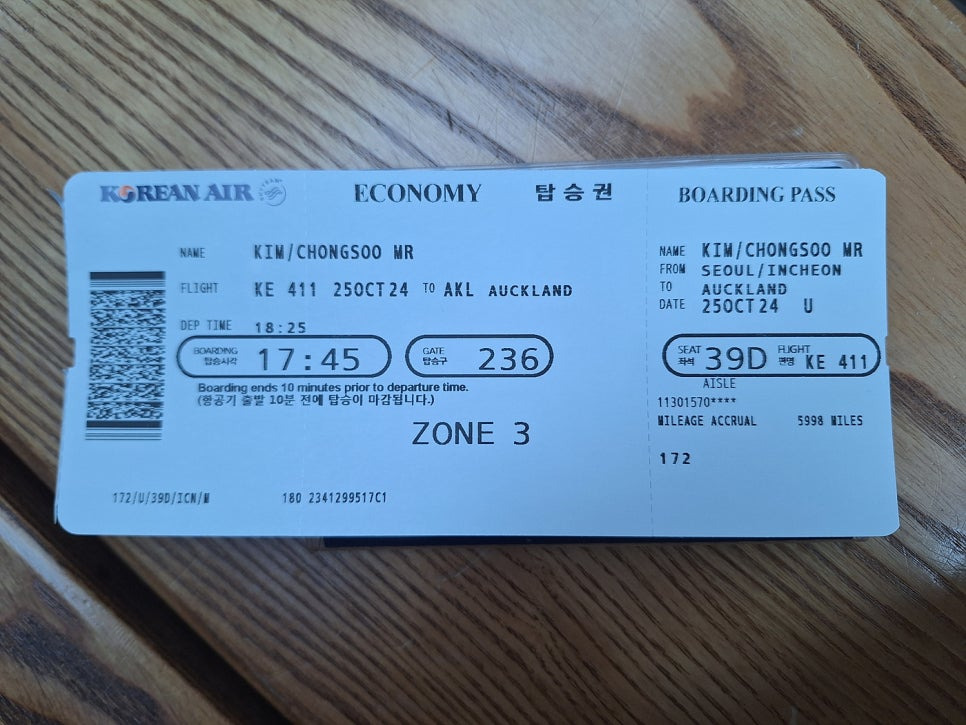 KOREAN AIR
ECONOMY 탑승권
BOARDING PASS
NAME KIM/CHONGSOO MR
FLIGHT KE 411 25OCT24 TO AKL AUCKLAND
DEP TIME 18:25
BOARDING 탑승시각 17:45
GATE 탑승구 236
Boarding ends 10 minutes prior to departure time.
(항공기 출발 10분 전에 탑승이 마감됩니다.)
ZONE 3
172/U/39D/ICN/M 180 2341299517C1
NAME KIM/CHONGSOO MR
FROM SEOUL/INCHEON
TO AUCKLAND
DATE 25OCT24 U
SEAT 좌석 39D FLIGHT 편명 KE 411
AISLE
11301570****
MILEAGE ACCRUAL 5998 MILES
172